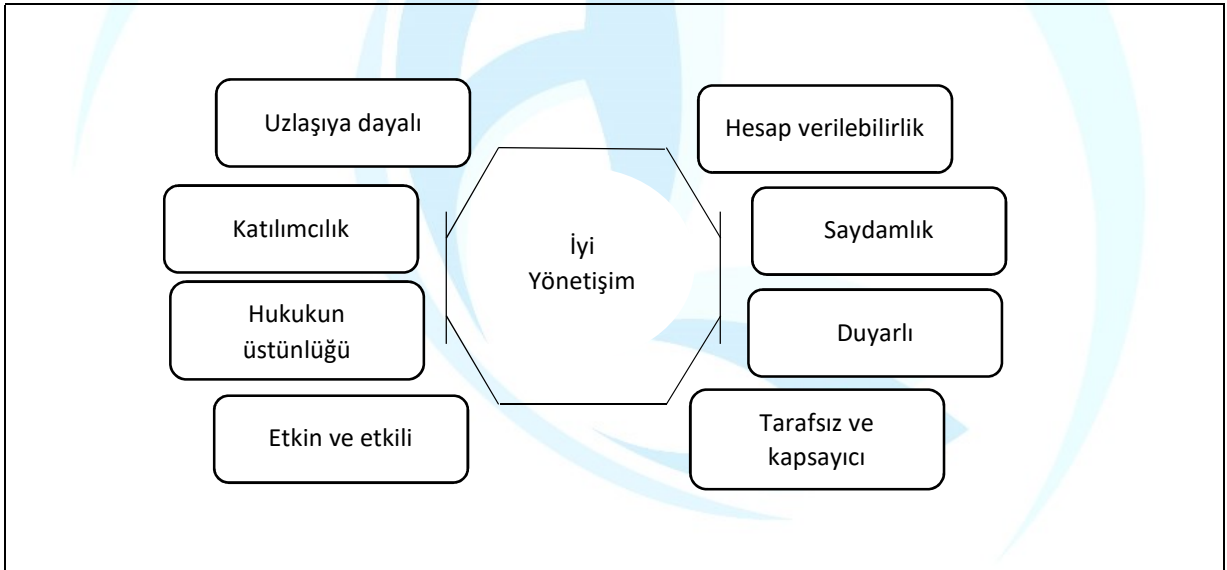 Uzlaşıya dayalı
Hesap verilebilirlik
Katılımcılık
Saydamlık
İyi
Yönetişim
Hukukun
üstünlüğü
Duyarlı
Etkin ve etkili
Tarafsız ve
kapsayıcı